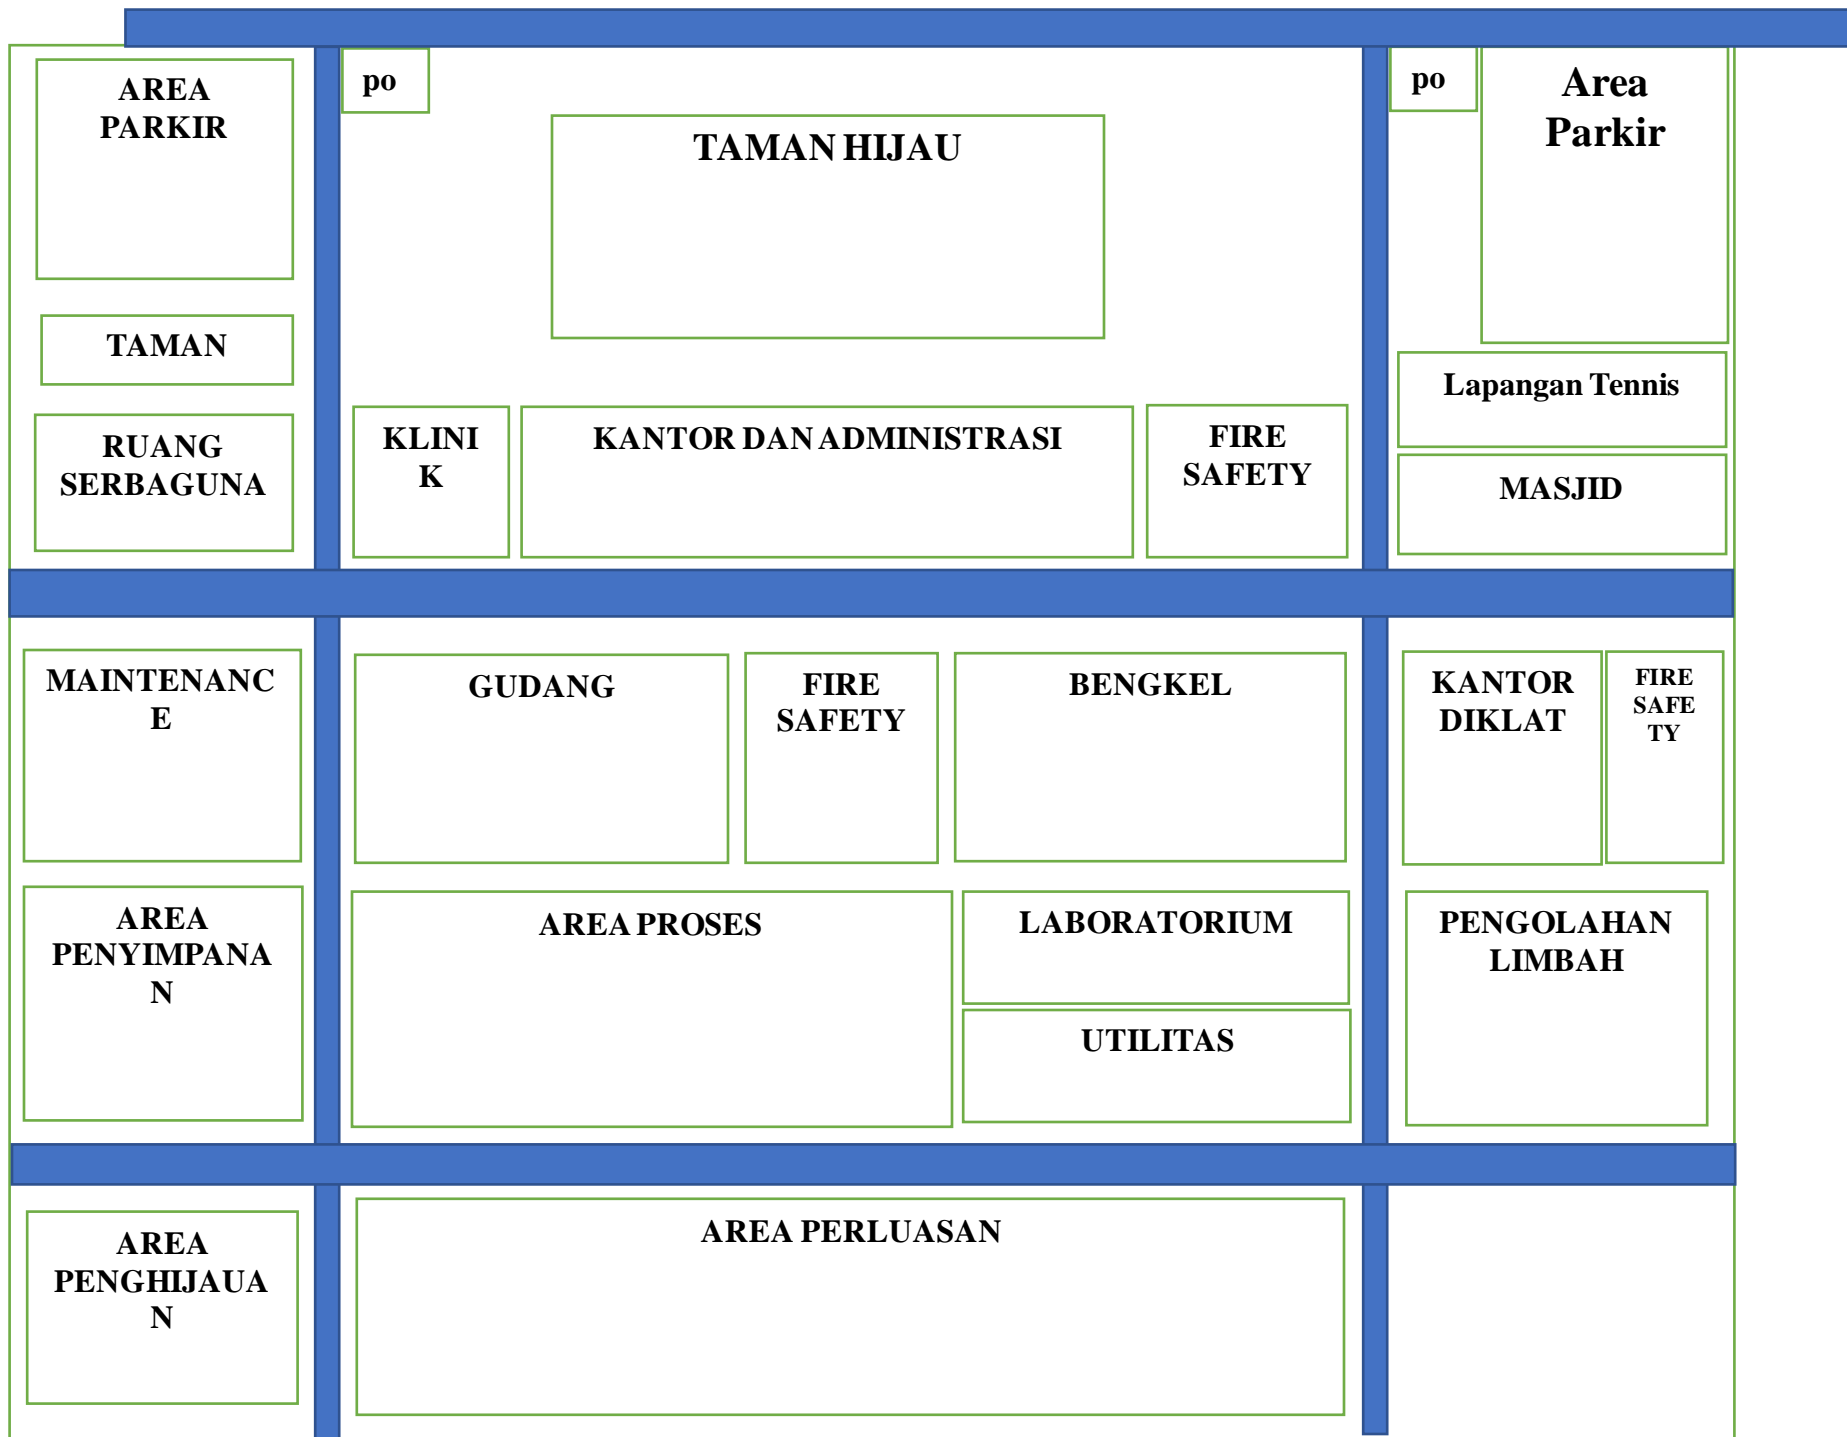 AREA
PARKIR
po
TAMAN HIJAU
po
Area
Parkir
TAMAN
RUANG
SERBAGUNA
KLINI
K
KANTOR DAN ADMINISTRASI
FIRE
SAFETY
Lapangan Tennis
MASJID
MAINTENANC
E
GUDANG
FIRE
SAFETY
BENGKEL
KANTOR
DIKLAT
FIRE
SAFE
TY
AREA
PENYIMPANA
N
AREA PROSES
LABORATORIUM
UTILITAS
PENGOLAHAN
LIMBAH
AREA
PENGHIJAUA
N
AREA PERLUASAN